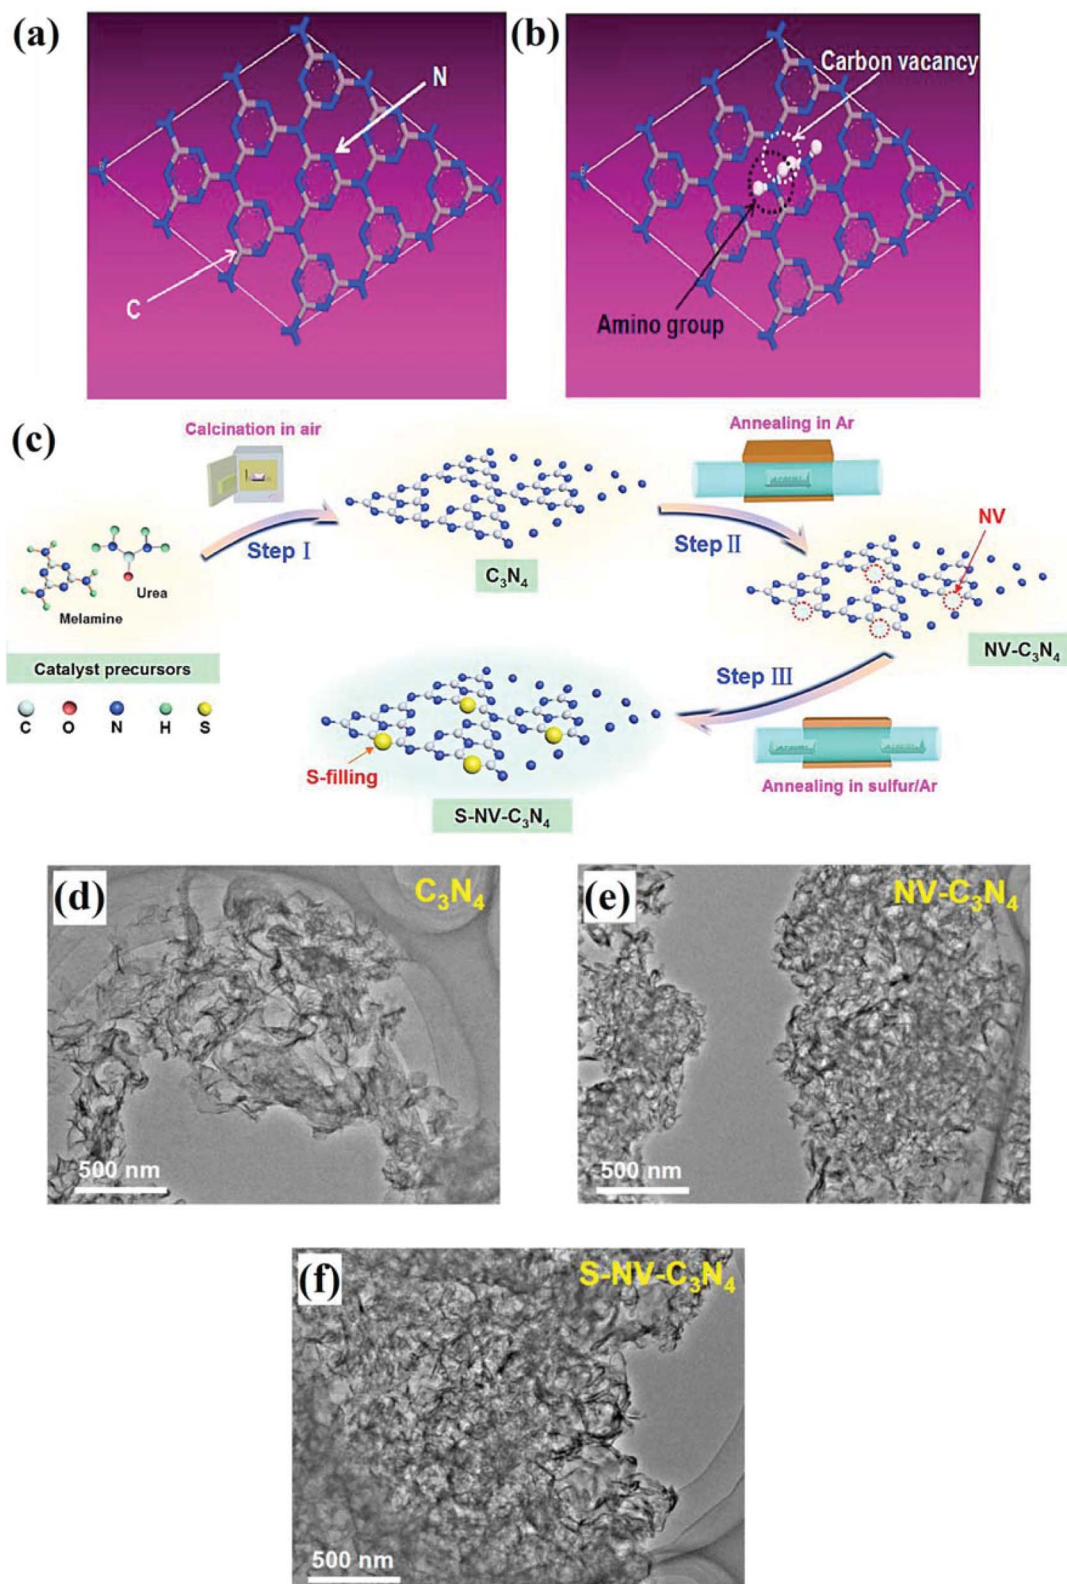 (a)
N
C
(b)
Carbon vacancy
Amino group
(c)
Calcination in air
Annealing in Ar
Step I
Step II
NV
C₃N₄
Urea
Melamine
NV-C₃N₄
Catalyst precursors
Step III
C O N H S
S-filling
S-NV-C₃N₄
Annealing in sulfur/Ar
(d)
C₃N₄
500 nm
(e)
NV-C₃N₄
500 nm
(f)
S-NV-C₃N₄
500 nm